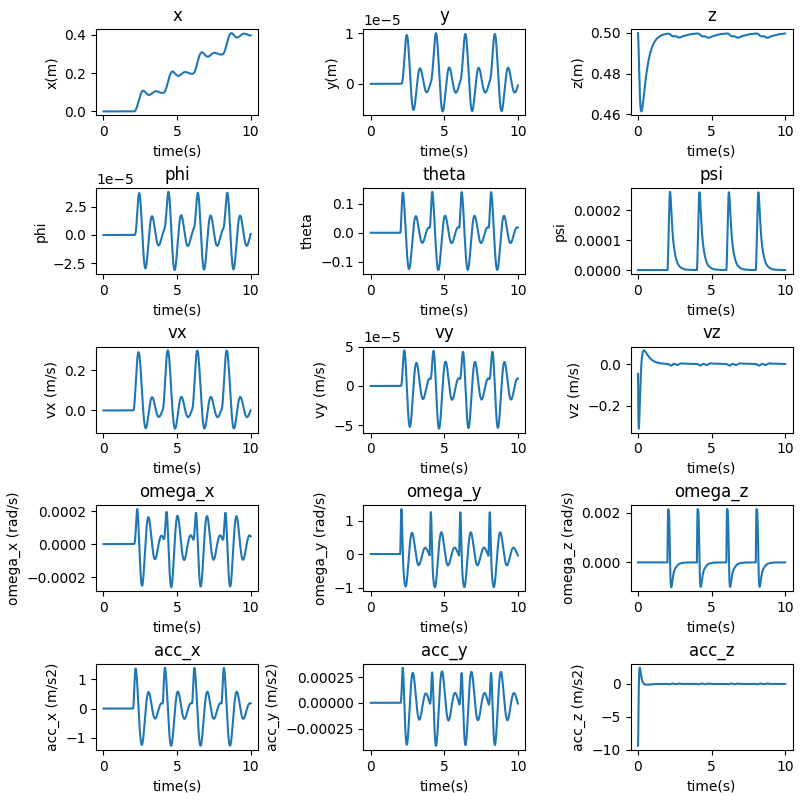 x
y
z
0.4
0.2
0.0
x(m)
0
5
10
time(s)
1e−5
1
0
y(m)
0
5
10
time(s)
0.50
0.48
0.46
z(m)
0
5
10
time(s)
phi
theta
psi
1e−5
2.5
0.0
−2.5
phi
0
5
10
time(s)
0.1
0.0
−0.1
theta
0
5
10
time(s)
0.0002
0.0001
0.0000
psi
0
5
10
time(s)
vx
vy
vz
0.2
0.0
vx (m/s)
0
5
10
time(s)
1e−5
5
0
−5
vy (m/s)
0
5
10
time(s)
0.0
−0.2
vz (m/s)
0
5
10
time(s)
omega_x
omega_y
omega_z
0.0002
0.0000
−0.0002
omega_x (rad/s)
0
5
10
time(s)
1
0
−1
omega_y (rad/s)
0
5
10
time(s)
0.002
0.000
omega_z (rad/s)
0
5
10
time(s)
acc_x
acc_y
acc_z
1
0
−1
acc_x (m/s2)
0
5
10
time(s)
0.00025
0.00000
−0.00025
acc_y (m/s2)
0
5
10
time(s)
0
−5
−10
acc_z (m/s2)
0
5
10
time(s)